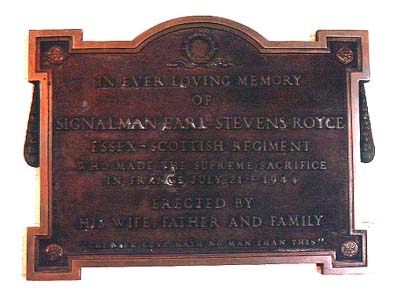 IN EVER LOVING MEMORY
OF
SIGNALMAN EARL STEVENS ROYCE
ESSEX-SCOTTISH REGIMENT
WHO MADE THE SUPREME SACRIFICE
IN FRANCE JULY 21ST 1944
ERECTED BY
HIS WIFE, FATHER AND FAMILY
"GREATER LOVE HATH NO MAN THAN THIS"